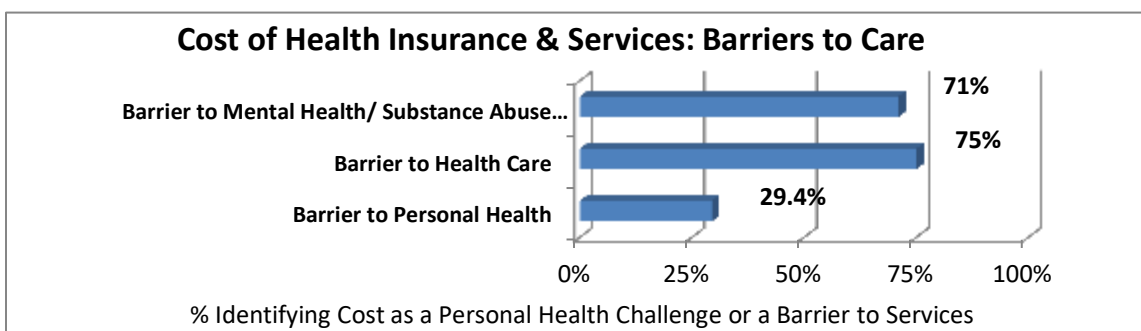 Cost of Health Insurance & Services: Barriers to Care
Barrier to Mental Health/ Substance Abuse…
71%
Barrier to Health Care
75%
Barrier to Personal Health
29.4%
0%
25%
50%
75%
100%
% Identifying Cost as a Personal Health Challenge or a Barrier to Services